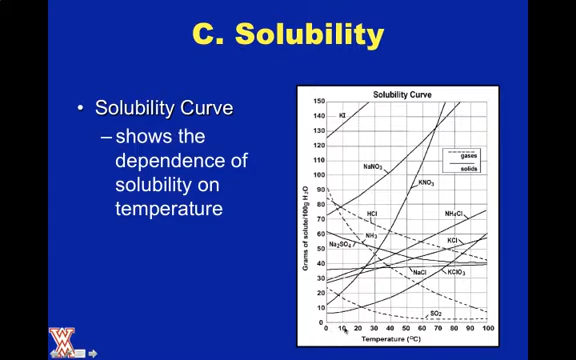 C. Solubility
• Solubility Curve
–shows the
dependence of
solubility on
temperature
Solubility Curve
150
140
130
120
110
100
90
80
70
60
50
40
30
20
10
0
Grams of solute/100g H₂O
KI
NaNO₃
gases
solids
KNO₃
HCl
NH₄Cl
NH₃
KCl
Na₂SO₄
NaCl
KClO₃
SO₂
0 10 20 30 40 50 60 70 80 90 100
Temperature (°C)
W